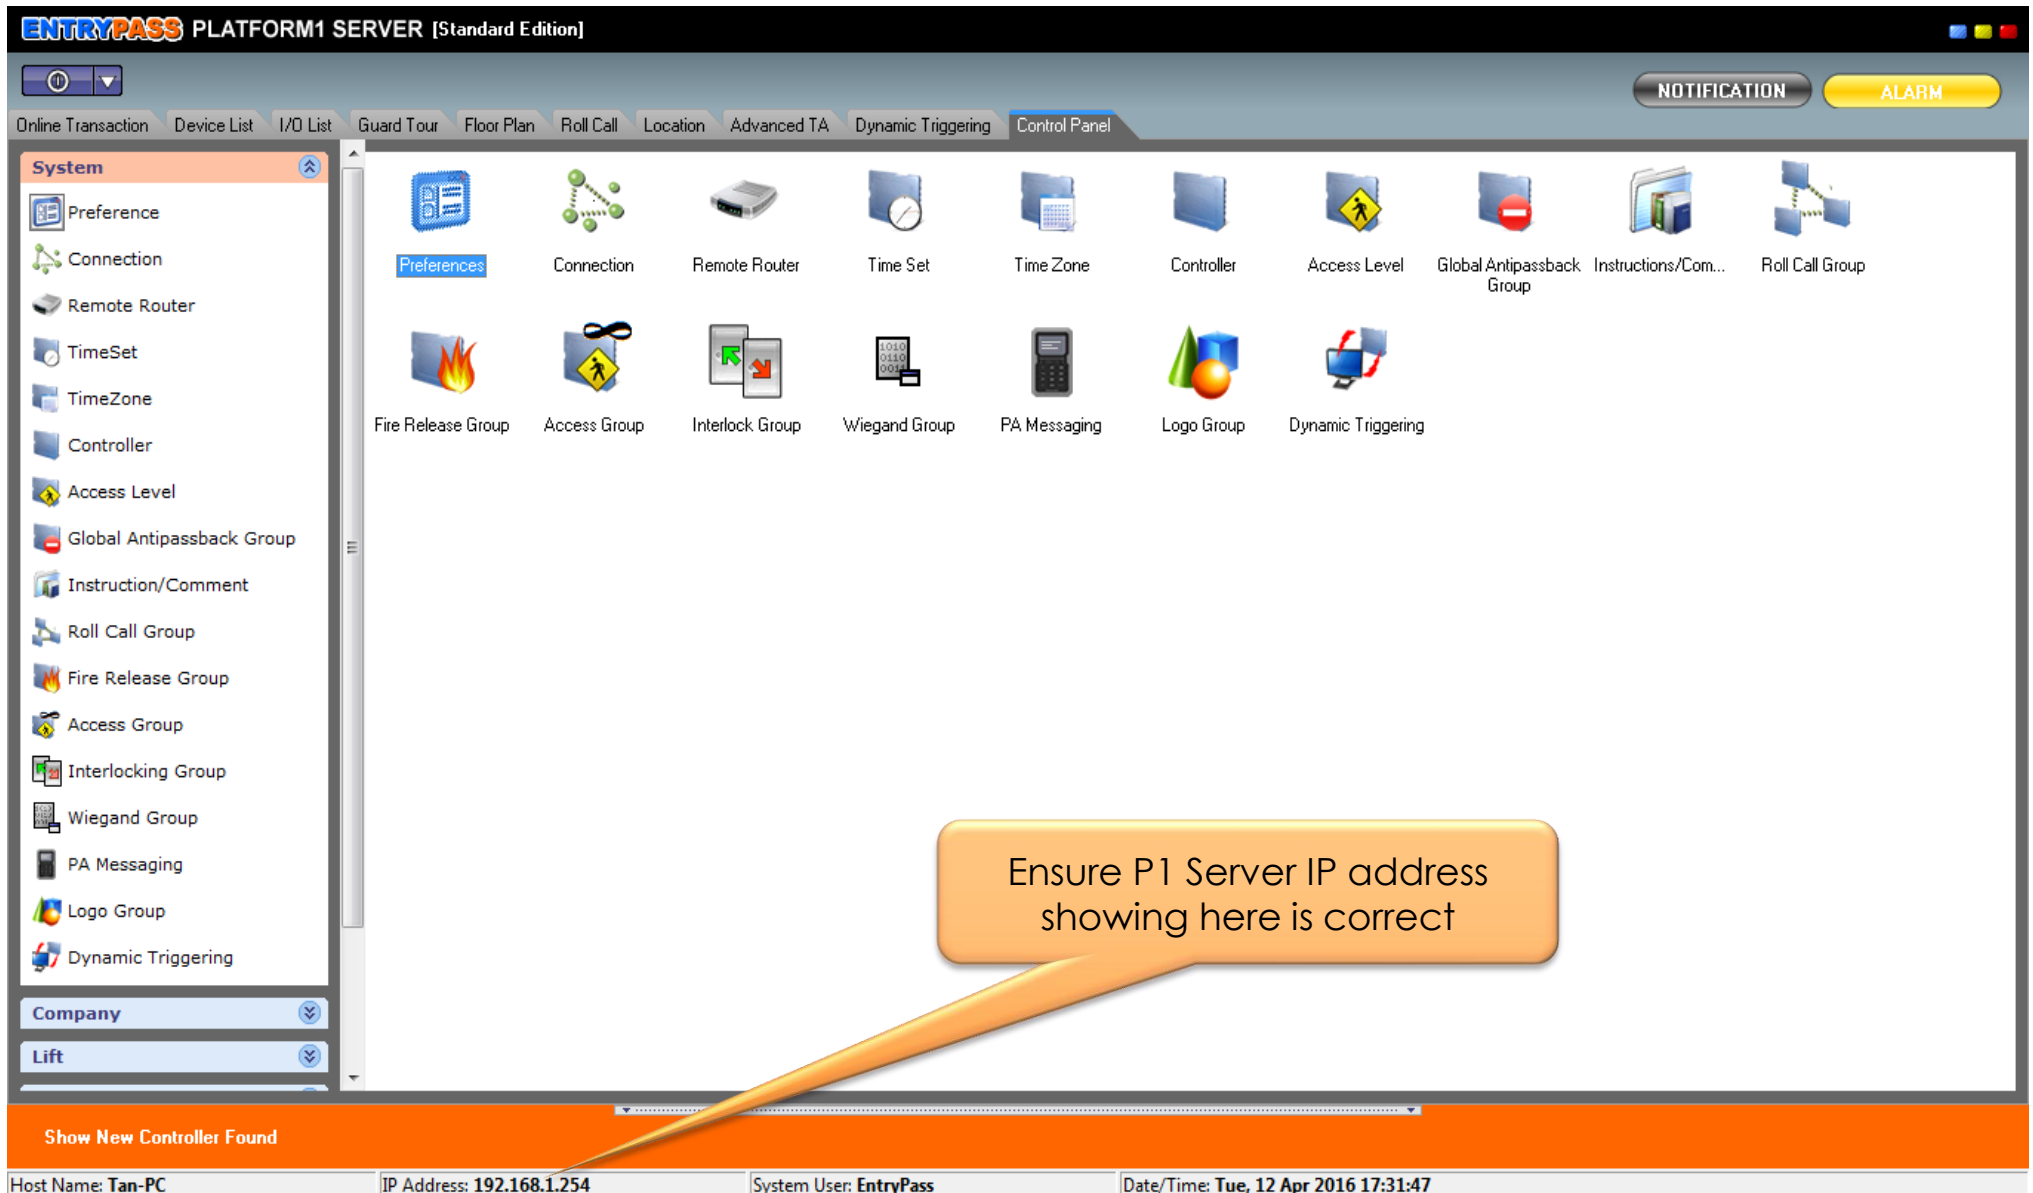 ENTRYPASS PLATFORM1 SERVER [Standard Edition]
NOTIFICATION ALARM
Online Transaction Device List I/O List Guard Tour Floor Plan Roll Call Location Advanced TA Dynamic Triggering Control Panel
System
Preference
Connection
Remote Router
TimeSet
TimeZone
Controller
Access Level
Global Antipassback Group
Instruction/Comment
Roll Call Group
Fire Release Group
Access Group
Interlocking Group
Wiegand Group
PA Messaging
Logo Group
Dynamic Triggering
Company
Lift
Preferences Connection Remote Router Time Set Time Zone Controller Access Level Global Antipassback Instructions/Com... Roll Call Group
Group
1010
0110
0011
Fire Release Group Access Group Interlock Group Wiegand Group PA Messaging Logo Group Dynamic Triggering
Ensure P1 Server IP address
showing here is correct
Show New Controller Found
Host Name: Tan-PC IP Address: 192.168.1.254 System User: EntryPass Date/Time: Tue, 12 Apr 2016 17:31:47